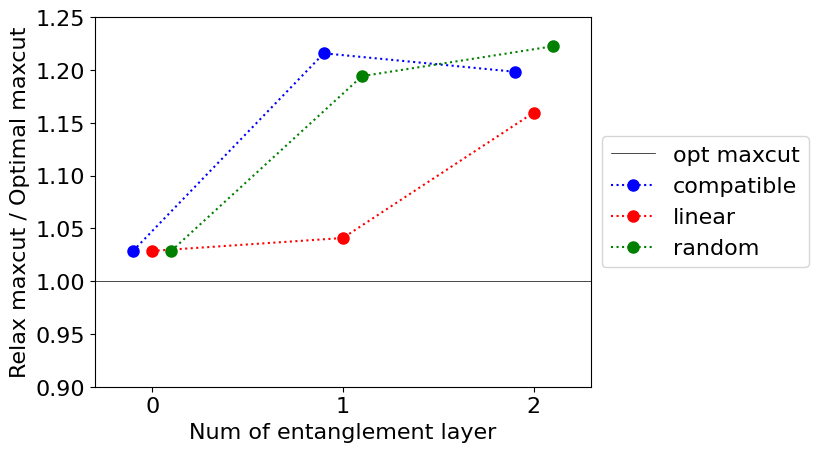 Relax maxcut / Optimal maxcut
1.25
1.20
1.15
1.10
1.05
1.00
0.95
0.90
0
1
2
Num of entanglement layer
opt maxcut
compatible
linear
random